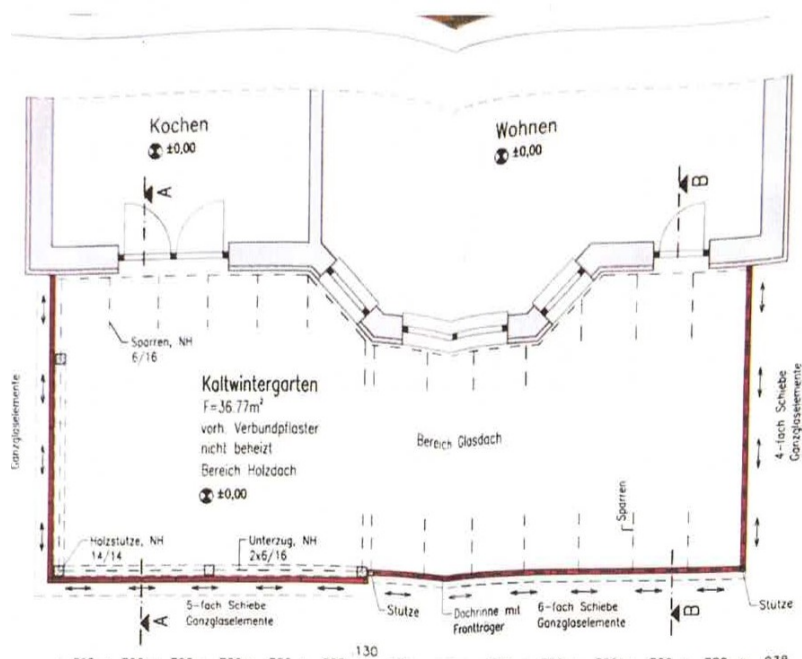 Kochen
±0,00
Wohnen
±0,00
A
B
Sparren, NH
6/16
Kaltwintergarten
F=36.77m²
vorh. Verbundpflaster
nicht beheizt
Bereich Holzdach
±0,00
Bereich Glasdach
Ganzglaselemente
4-fach Schiebe
Ganzglaselemente
Sparren
Holzstütze, NH
14/14
Unterzug, NH
2x6/16
A
5-fach Schiebe
Ganzglaselemente
Stütze
Dachrinne mit
Frontträger
6-fach Schiebe
Ganzglaselemente
B
Stütze
.130